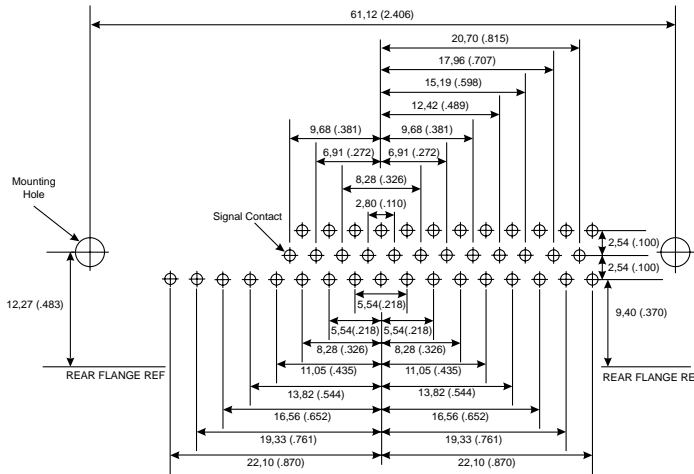 61,12 (2.406)
20,70 (.815)
17,96 (.707)
15,19 (.598)
12,42 (.489)
9,68 (.381) 9,68 (.381)
6,91 (.272) 6,91 (.272)
Mounting
Hole
8,28 (.326)
2,80 (.110)
Signal Contact
2,54 (.100)
2,54 (.100)
12,27 (.483)
5,54(.218)
9,40 (.370)
5,54(.218) 5,54(.218)
8,28 (.326) 8,28 (.326)
REAR FLANGE REF
11,05 (.435) 11,05 (.435)
REAR FLANGE RE
13,82 (.544) 13,82 (.544)
16,56 (.652) 16,56 (.652)
19,33 (.761) 19,33 (.761)
22,10 (.870) 22,10 (.870)